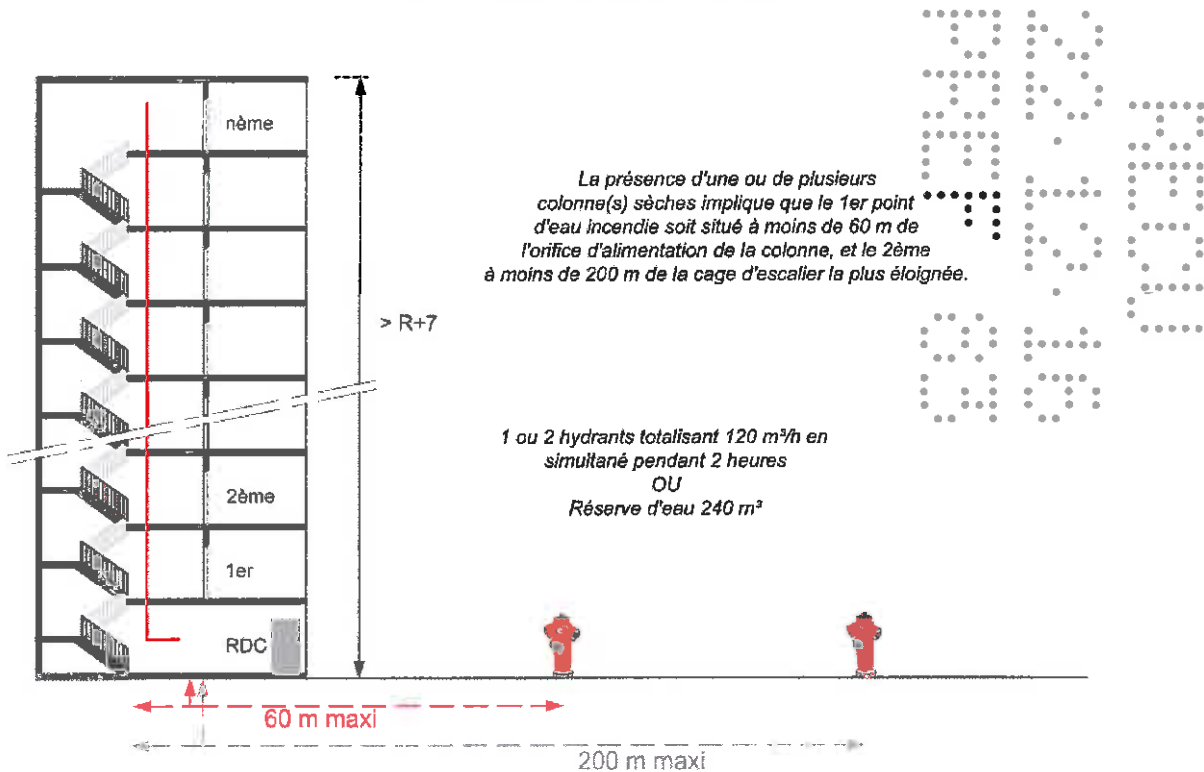 nème
La présence d'une ou de plusieurs
colonne(s) sèches implique que le 1er point
d'eau incendie soit situé à moins de 60 m de
l'orifice d'alimentation de la colonne, et le 2ème
à moins de 200 m de la cage d'escalier la plus éloignée.
> R+7
1 ou 2 hydrants totalisant 120 m³/h en
simultané pendant 2 heures
OU
Réserve d'eau 240 m³
2ème
1er
RDC
60 m maxi
200 m maxi